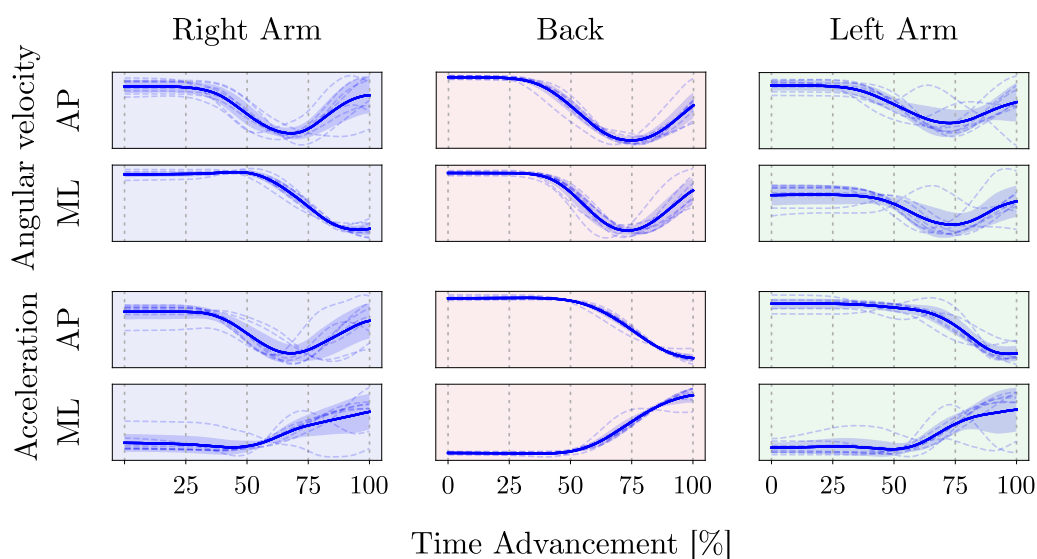 Right Arm Back Left Arm
Angular velocity
AP
ML
Acceleration
AP
ML
25 50 75 100 0 25 50 75 100 0 25 50 75 100
Time Advancement [%]